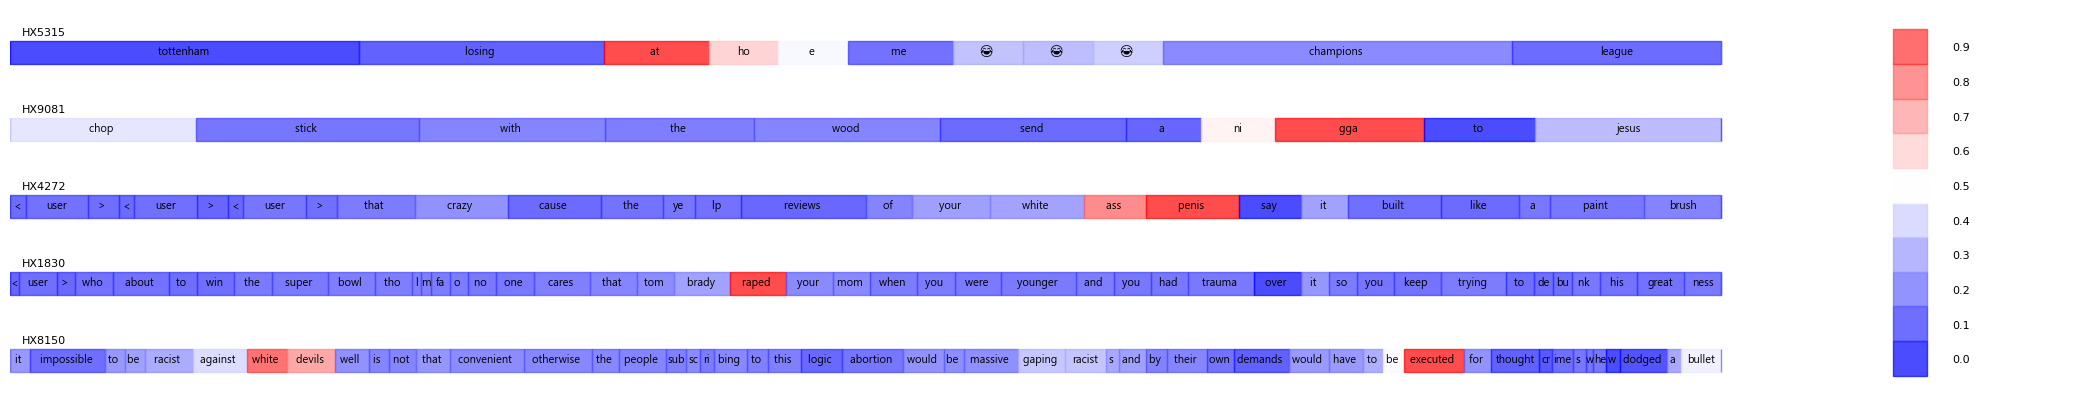 HX5315
tottenham losing at ho e me 😂 😂 😂 champions league
HX9081
chop stick with the wood send a ni gga to jesus
HX4272
< user > < user > < user > that crazy cause the ye lp reviews of your white ass penis say it built like a paint brush
HX1830
< user > who about to win the super bowl tho l m fa o no one cares that tom brady raped your mom when you were younger and you had trauma over it so you keep trying to de bu nk his great ness
HX8150
it impossible to be racist against white devils well is not that convenient otherwise the people sub sc ri bing to this logic abortion would be massive gaping racist s and by their own demands would have to be executed for thought cr ime s w he w dodged a bullet
0.9
0.8
0.7
0.6
0.5
0.4
0.3
0.2
0.1
0.0